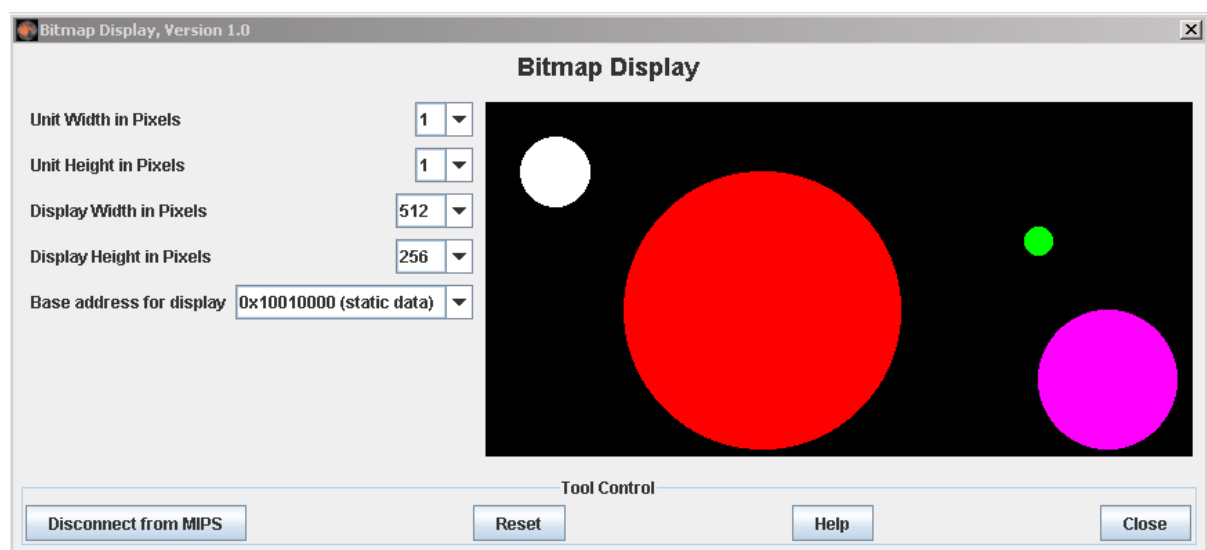 Bitmap Display, Version 1.0
Bitmap Display
Unit Width in Pixels 1
Unit Height in Pixels 1
Display Width in Pixels 512
Display Height in Pixels 256
Base address for display 0x10010000 (static data)
Tool Control
Disconnect from MIPS Reset Help Close